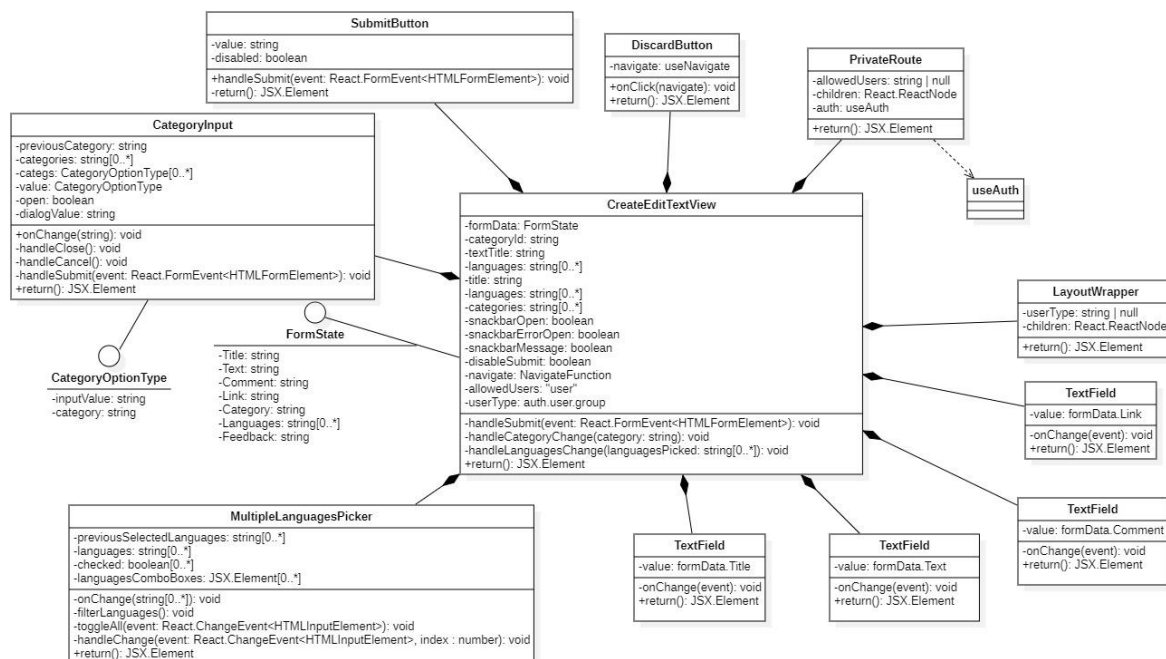 SubmitButton
-value: string
-disabled: boolean
+handleSubmit(event: React.FormEvent<HTMLFormElement>): void
-return(): JSX.Element
DiscardButton
-navigate: useNavigate
+onClick(navigate): void
+return(): JSX.Element
PrivateRoute
-allowedUsers: string | null
-children: React.ReactNode
-auth: useAuth
+return(): JSX.Element
useAuth
CategoryInput
-previousCategory: string
-categories: string[0..*]
-categs: CategoryOptionType[0..*]
-value: CategoryOptionType
-open: boolean
-dialogValue: string
+onChange(string): void
-handleClose(): void
-handleCancel(): void
-handleSubmit(event: React.FormEvent<HTMLFormElement>): void
+return(): JSX.Element
CreateEditTextView
-formData: FormState
-categoryId: string
-textTitle: string
-languages: string[0..*]
-title: string
-languages: string[0..*]
-categories: string[0..*]
-snackbarOpen: boolean
-snackbarErrorOpen: boolean
-snackbarMessage: boolean
-disableSubmit: boolean
-navigate: NavigateFunction
-allowedUsers: "user"
-userType: auth.user.group
-handleSubmit(event: React.FormEvent<HTMLFormElement>): void
-handleCategoryChange(category: string): void
-handleLanguagesChange(languagesPicked: string[0..*]): void
+return(): JSX.Element
LayoutWrapper
-userType: string | null
-children: React.ReactNode
+return(): JSX.Element
FormState
-Title: string
-Text: string
-Comment: string
-Link: string
-Category: string
-Languages: string[0..*]
-Feedback: string
CategoryOptionType
-inputValue: string
-category: string
TextField
-value: formData.Link
-onChange(event): void
+return(): JSX.Element
TextField
-value: formData.Comment
-onChange(event): void
+return(): JSX.Element
MultipleLanguagesPicker
-previousSelectedLanguages: string[0..*]
-languages: string[0..*]
-checked: boolean[0..*]
-languagesComboBoxes: JSX.Element[0..*]
-onChange(string[0..*]): void
-filterLanguages(): void
-toggleAll(event: React.ChangeEvent<HTMLInputElement>): void
-handleChange(event: React.ChangeEvent<HTMLInputElement>, index : number): void
+return(): JSX.Element
TextField
-value: formData.Title
-onChange(event): void
+return(): JSX.Element
TextField
-value: formData.Text
-onChange(event): void
+return(): JSX.Element